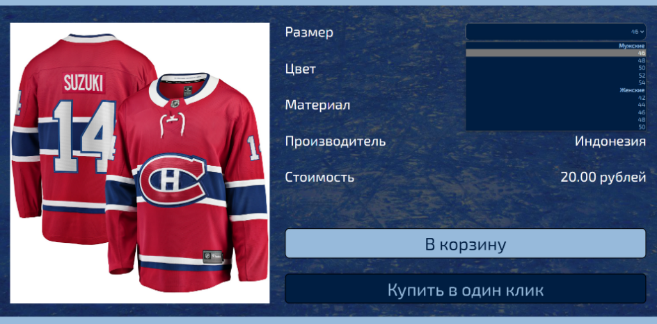 Размер
46
Мужские
46
48
50
52
54
Женские
42
44
46
48
50
Цвет
Материал
Производитель
Индонезия
Стоимость
20.00 рублей
В корзину
Купить в один клик
SUZUKI
14
14
1
C
H